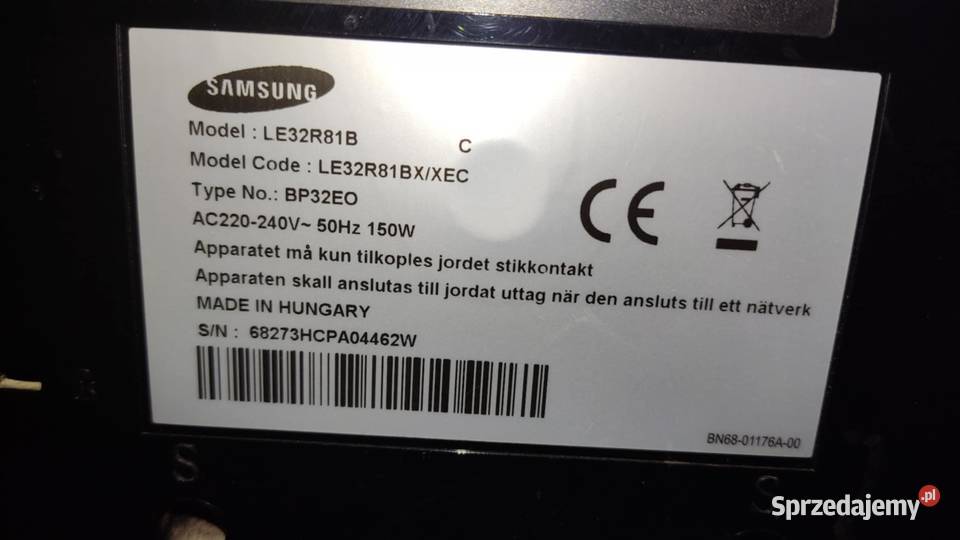 SAMSUNG
Model : LE32R81B C
Model Code : LE32R81BX/XEC
Type No.: BP32EO
AC220-240V~ 50Hz 150W
Apparatet må kun tilkoples jordet stikkontakt
Apparaten skall anslutas till jordat uttag när den ansluts till ett nätverk
MADE IN HUNGARY
S/N : 68273HCPA04462W
BN68-01176A-00
S
S
Sprzedajemy.pl